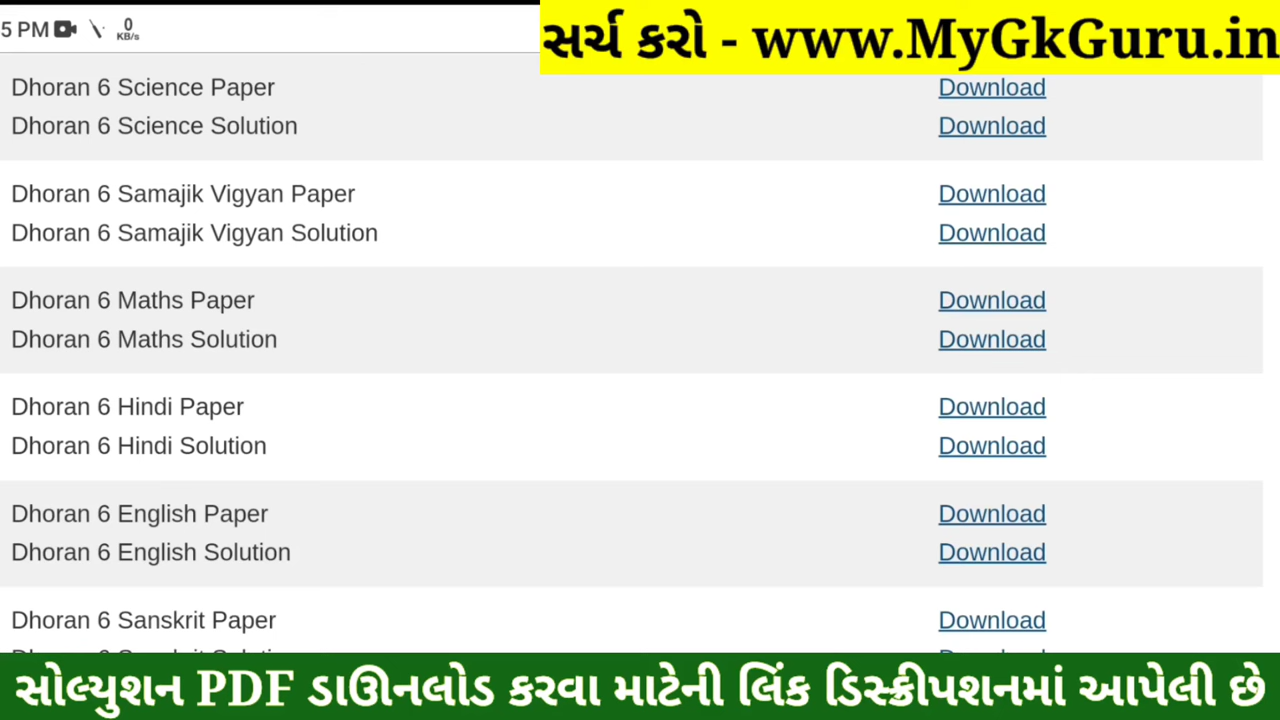 5 PM 0 KB/s
સર્ચ કરો - www.MyGkGuru.in
Dhoran 6 Science Paper Download
Dhoran 6 Science Solution Download
Dhoran 6 Samajik Vigyan Paper Download
Dhoran 6 Samajik Vigyan Solution Download
Dhoran 6 Maths Paper Download
Dhoran 6 Maths Solution Download
Dhoran 6 Hindi Paper Download
Dhoran 6 Hindi Solution Download
Dhoran 6 English Paper Download
Dhoran 6 English Solution Download
Dhoran 6 Sanskrit Paper Download
સોલ્યુશન PDF ડાઊનલોડ કરવા માટેની લિંક ડિસ્ક્રીપશનમાં આપેલી છે